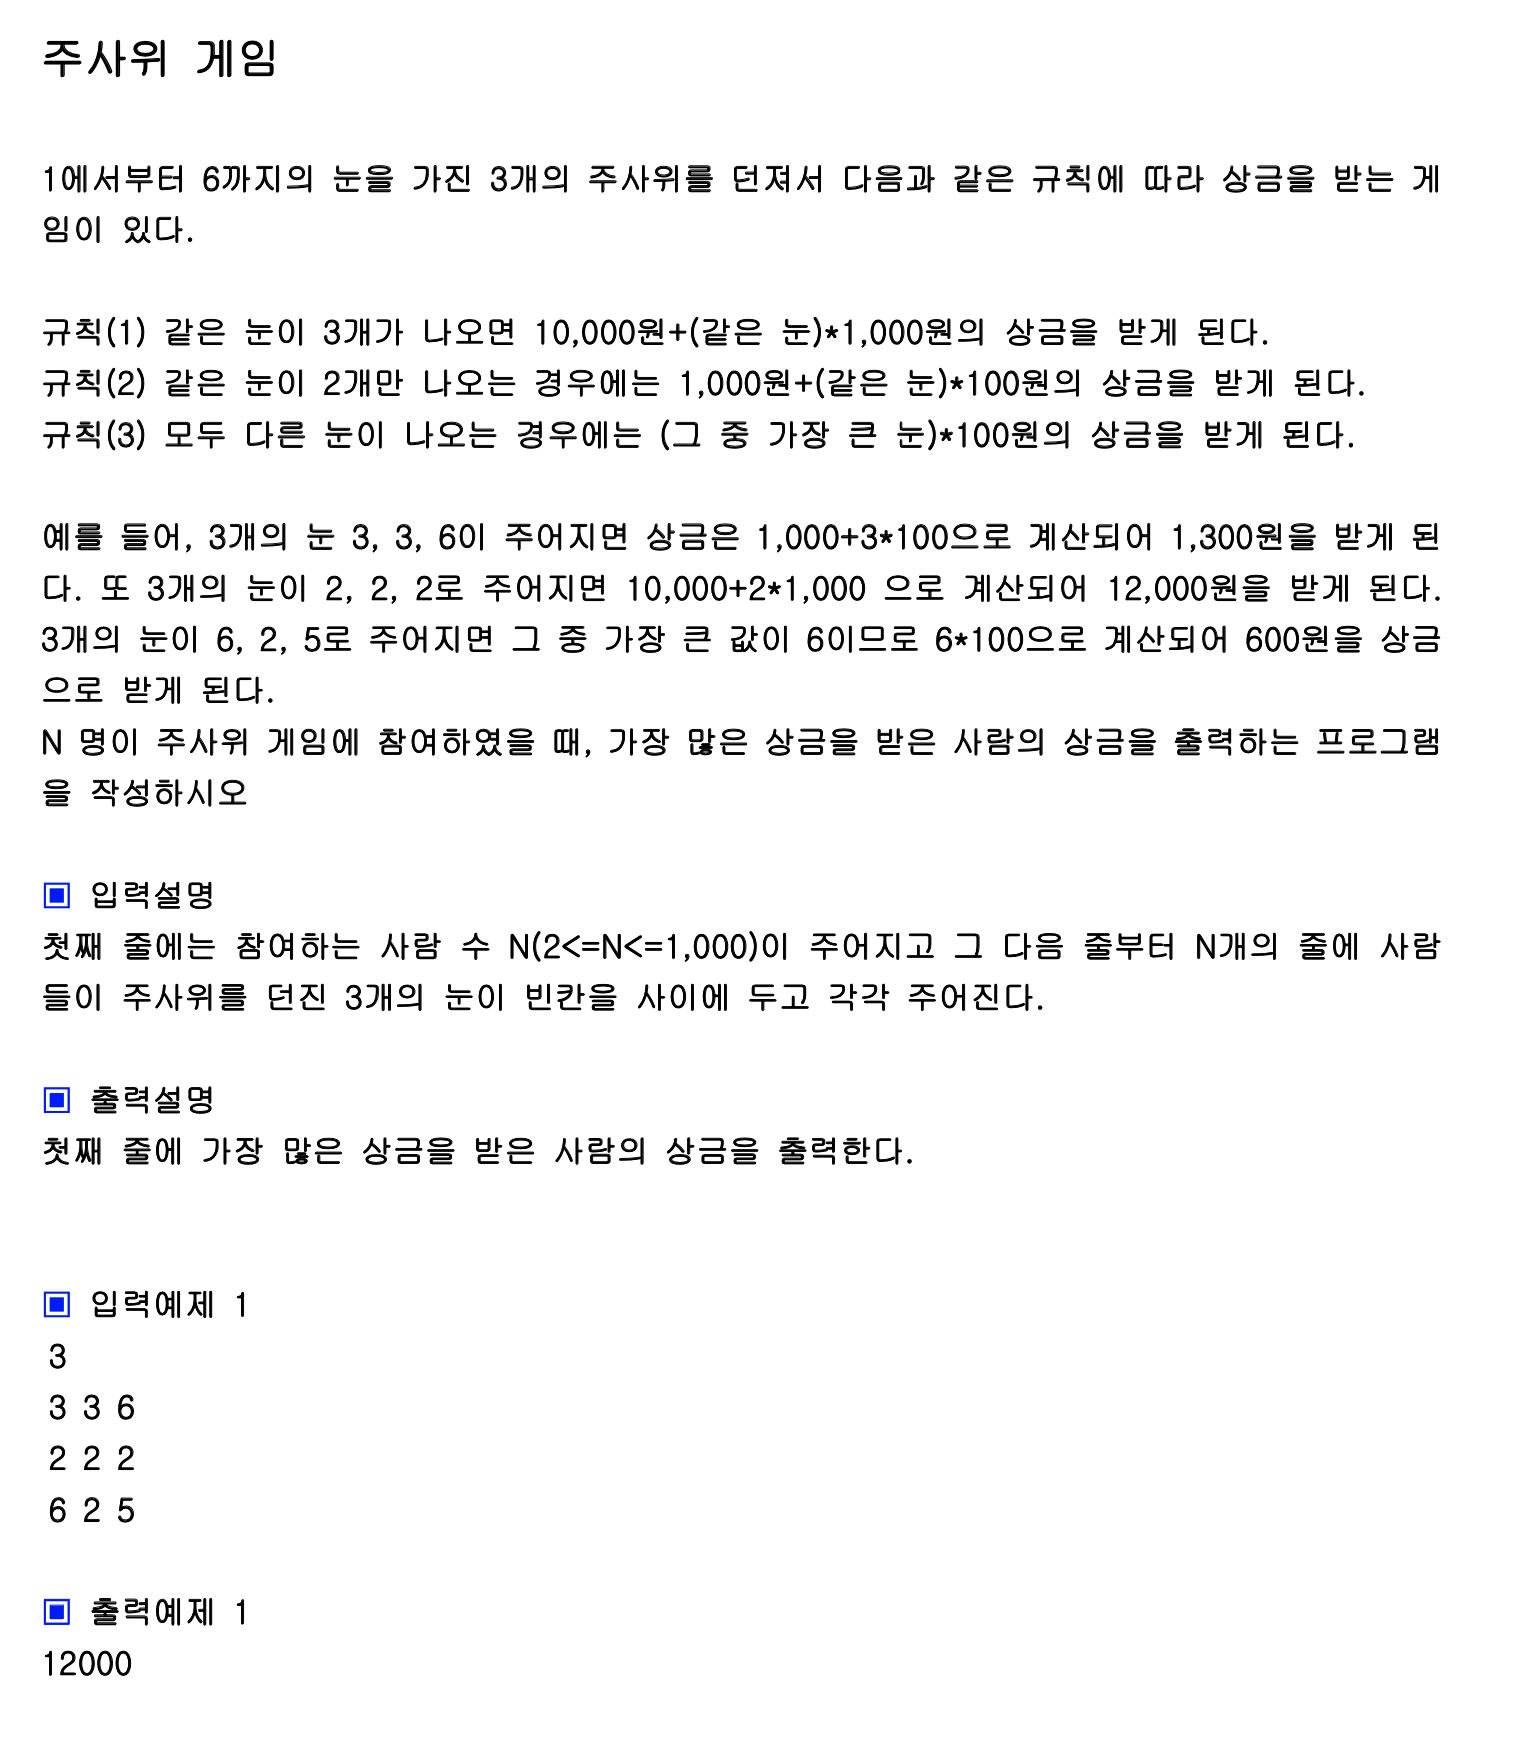 주사위 게임
1에서부터 6까지의 눈을 가진 3개의 주사위를 던져서 다음과 같은 규칙에 따라 상금을 받는 게
임이 있다.
규칙(1) 같은 눈이 3개가 나오면 10,000원+(같은 눈)*1,000원의 상금을 받게 된다.
규칙(2) 같은 눈이 2개만 나오는 경우에는 1,000원+(같은 눈)*100원의 상금을 받게 된다.
규칙(3) 모두 다른 눈이 나오는 경우에는 (그 중 가장 큰 눈)*100원의 상금을 받게 된다.
예를 들어, 3개의 눈 3, 3, 6이 주어지면 상금은 1,000+3*100으로 계산되어 1,300원을 받게 된
다. 또 3개의 눈이 2, 2, 2로 주어지면 10,000+2*1,000 으로 계산되어 12,000원을 받게 된다.
3개의 눈이 6, 2, 5로 주어지면 그 중 가장 큰 값이 6이므로 6*100으로 계산되어 600원을 상금
으로 받게 된다.
N 명이 주사위 게임에 참여하였을 때, 가장 많은 상금을 받은 사람의 상금을 출력하는 프로그램
을 작성하시오
▣ 입력설명
첫째 줄에는 참여하는 사람 수 N(2<=N<=1,000)이 주어지고 그 다음 줄부터 N개의 줄에 사람
들이 주사위를 던진 3개의 눈이 빈칸을 사이에 두고 각각 주어진다.
▣ 출력설명
첫째 줄에 가장 많은 상금을 받은 사람의 상금을 출력한다.
▣ 입력예제 1
3
3 3 6
2 2 2
6 2 5
▣ 출력예제 1
12000